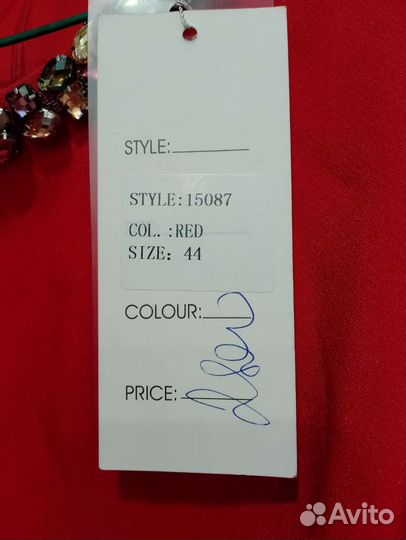 STYLE:
STYLE:15087
COL.:RED
SIZE: 44
COLOUR:
PRICE:
Avito